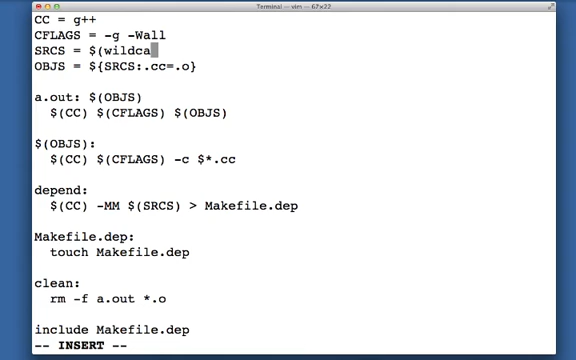 Terminal — vim — 67×22
CC = g++
CFLAGS = -g -Wall
SRCS = $(wildca
OBJS = ${SRCS:.cc=.o}
a.out: $(OBJS)
$(CC) $(CFLAGS) $(OBJS)
$(OBJS):
$(CC) $(CFLAGS) -c $*.cc
depend:
$(CC) -MM $(SRCS) > Makefile.dep
Makefile.dep:
touch Makefile.dep
clean:
rm -f a.out *.o
include Makefile.dep
-- INSERT --